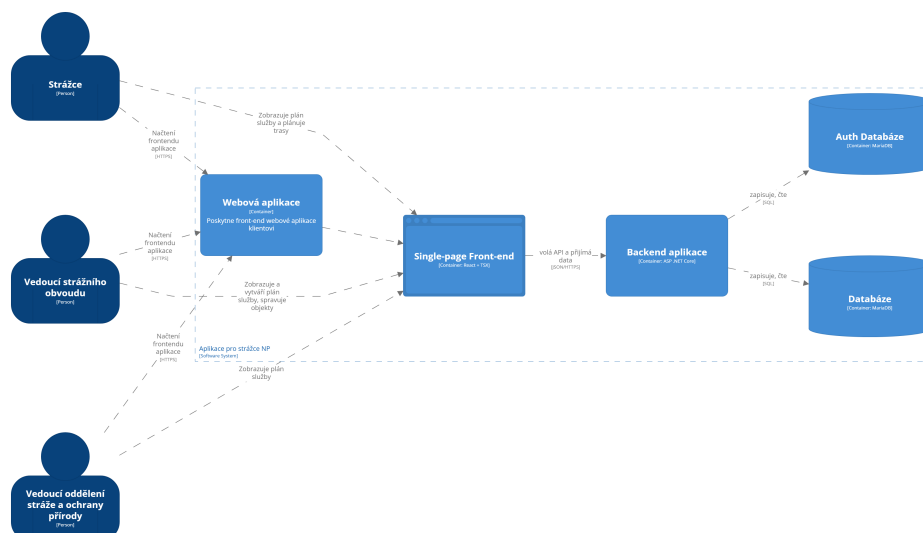 Strážce
[Person]
Zobrazuje plán
služby a plánuje
trasy
Načtení
frontendu
aplikace
[HTTPS]
Auth Databáze
[Container: MariaDB]
Webová aplikace
[Container]
Poskytne front-end webové aplikace
klientovi
zapisuje, čte
[SQL]
Načtení
frontendu
aplikace
[HTTPS]
Single-page Front-end
[Container: React + TSX]
volá API a přijímá
data
[JSON/HTTPS]
Backend aplikace
[Container: ASP .NET Core]
Vedoucí strážního
obvoudu
[Person]
Zobrazuje a
vytváří plán
služby, spravuje
objekty
zapisuje, čte
[SQL]
Databáze
[Container: MariaDB]
Načtení
frontendu
aplikace
[HTTPS]
Aplikace pro strážce NP
[Software System]
Zobrazuje plán
služby
Vedoucí oddělení
stráže a ochrany
přírody
[Person]